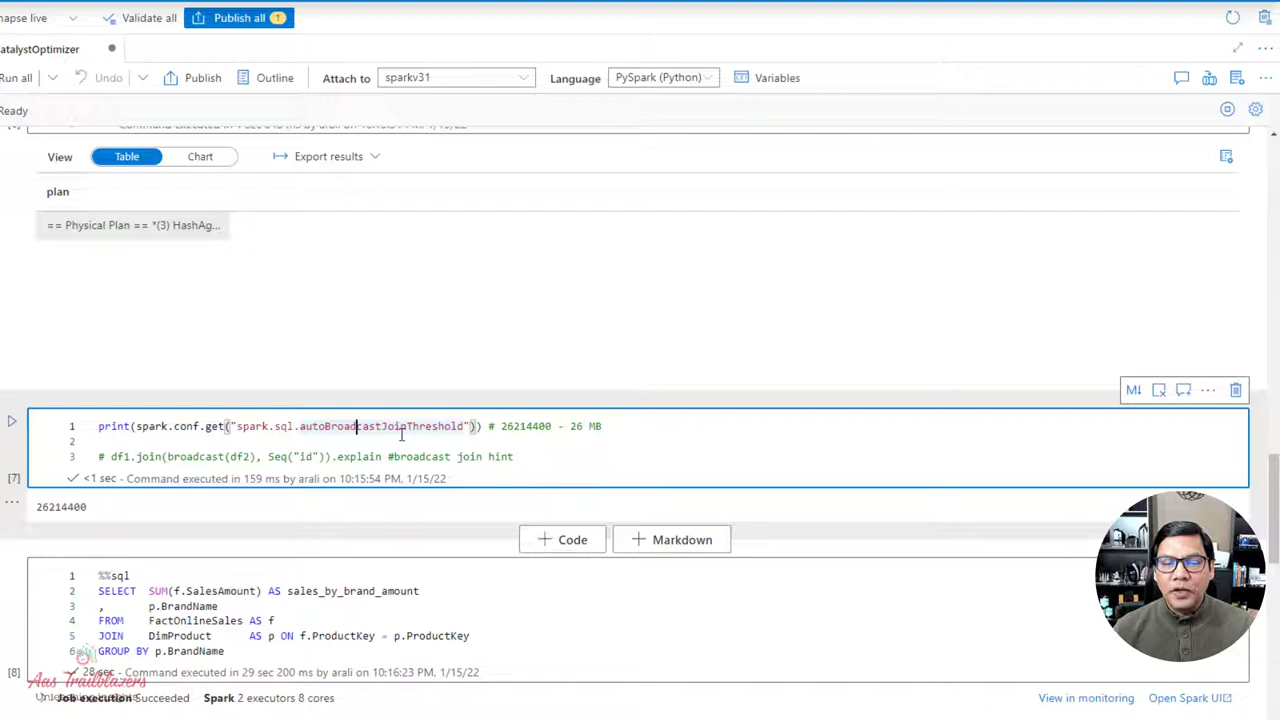 napse live Validate all Publish all 1
atalystOptimizer
Run all Undo Publish Outline Attach to sparkv31 Language PySpark (Python) Variables
Ready
View Table Chart Export results
plan
== Physical Plan == *(3) HashAg...
1 print(spark.conf.get("spark.sql.autoBroadcastJoinThreshold")) # 26214400 - 26 MB
2
3 # df1.join(broadcast(df2), Seq("id")).explain #broadcast join hint
[7] <1 sec - Command executed in 159 ms by arali on 10:15:54 PM, 1/15/22
26214400
+ Code + Markdown
1 %%sql
2 SELECT SUM(f.SalesAmount) AS sales_by_brand_amount
3 , p.BrandName
4 FROM FactOnlineSales AS f
5 JOIN DimProduct AS p ON f.ProductKey = p.ProductKey
6 GROUP BY p.BrandName
[8] 28 sec - Command executed in 29 sec 200 ms by arali on 10:16:23 PM, 1/15/22
Aas Trailblazers
Job execution Succeeded Spark 2 executors 8 cores View in monitoring Open Spark UI